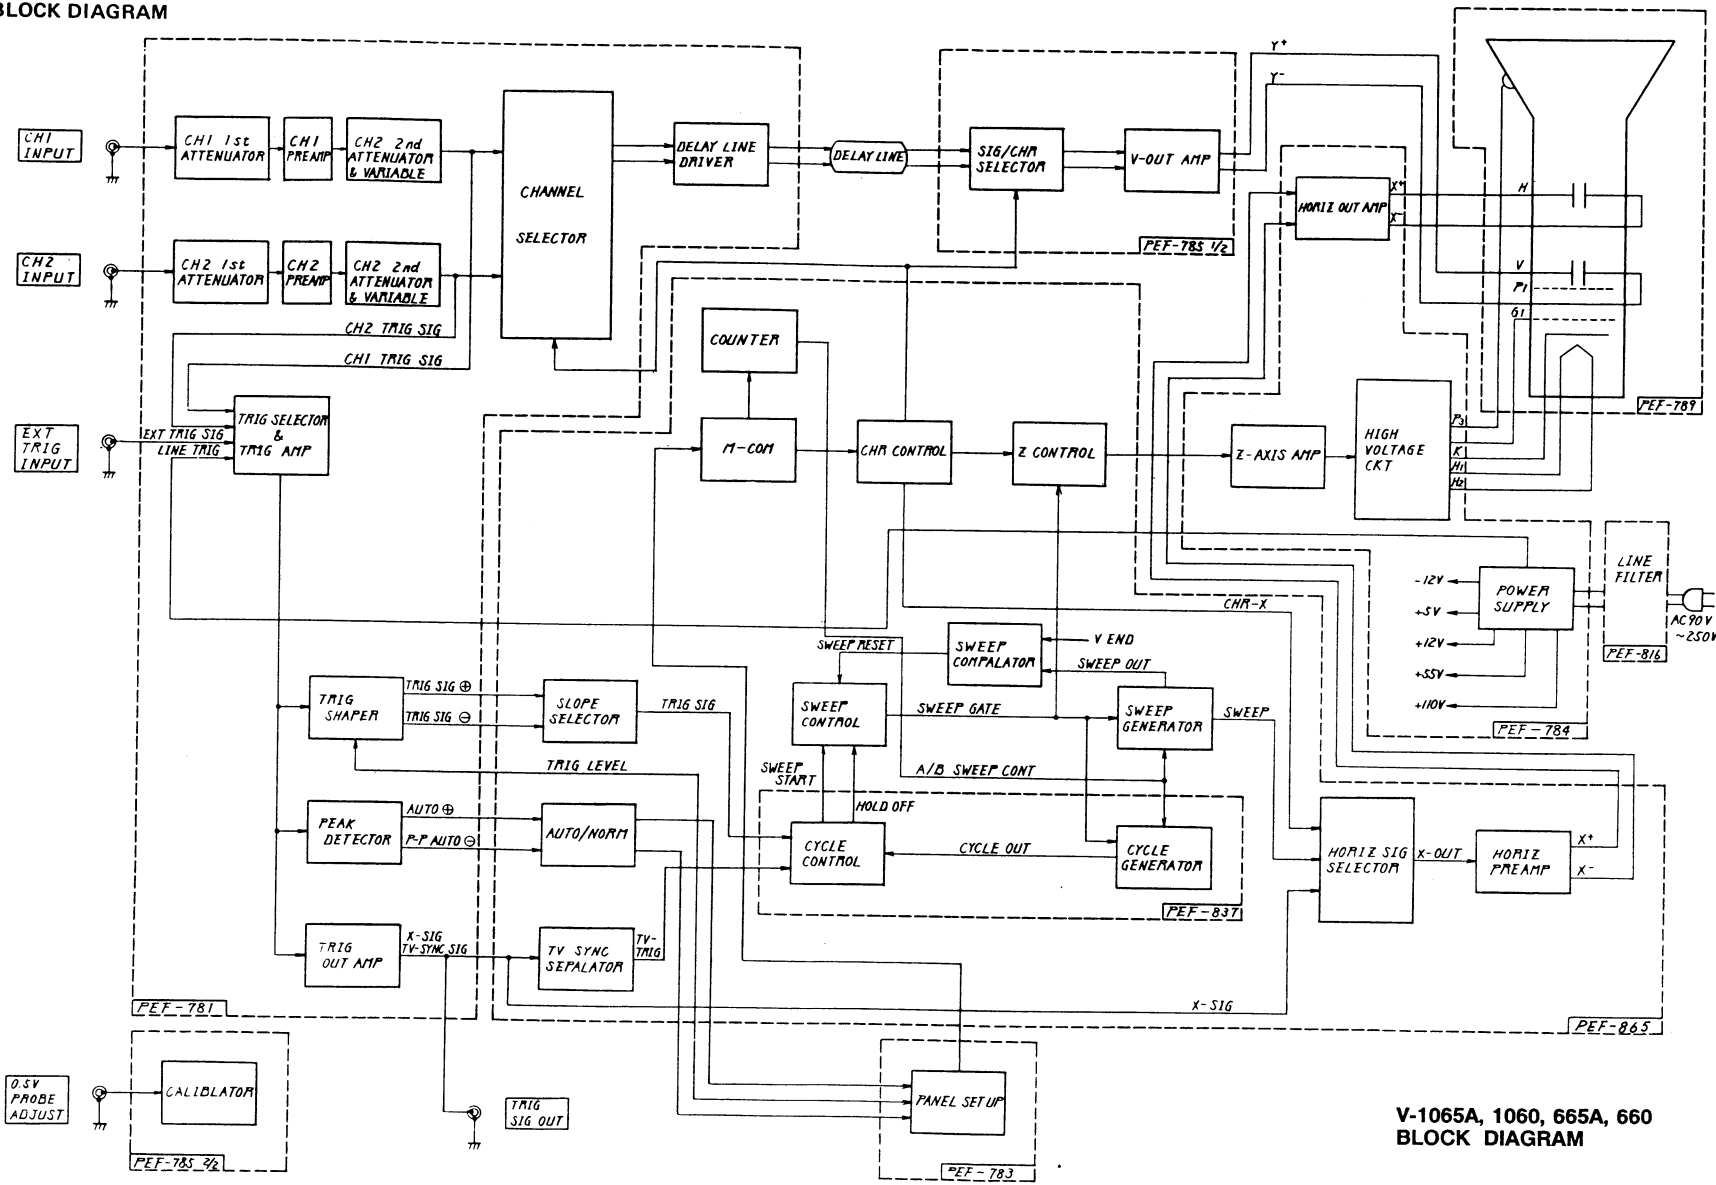 BLOCK DIAGRAM
CH1
INPUT
CH1 1st
ATTENUATOR
CH1
PREAMP
CH2 2nd
ATTENUATOR
& VARIABLE
CHANNEL
SELECTOR
DELAY LINE
DRIVER
DELAY LINE
SIG/CHR
SELECTOR
V-OUT AMP
Y+
Y-
PEF-785 1/2
HORIZ OUT AMP
X+
X-
H
V
P1
G1
PEF-789
CH2
INPUT
CH2 1st
ATTENUATOR
CH2
PREAMP
CH2 2nd
ATTENUATOR
& VARIABLE
CH2 TRIG SIG
CH1 TRIG SIG
EXT
TRIG
INPUT
EXT TRIG SIG
LINE TRIG
TRIG SELECTOR
&
TRIG AMP
COUNTER
M-COM
CHR CONTROL
Z CONTROL
Z-AXIS AMP
HIGH
VOLTAGE
CKT
P3
K
H1
H2
LINE
FILTER
POWER
SUPPLY
-12V
+5V
+12V
+55V
+110V
AC90V
~250V
PEF-816
PEF-784
CHR-X
SWEEP RESET
SWEEP
COMPALATOR
V END
SWEEP OUT
TRIG
SHAPER
TRIG SIG ⊕
TRIG SIG ⊖
SLOPE
SELECTOR
TRIG SIG
SWEEP
CONTROL
SWEEP GATE
SWEEP
GENERATOR
SWEEP
TRIG LEVEL
SWEEP
START
A/B SWEEP CONT
HOLD OFF
PEAK
DETECTOR
AUTO ⊕
P-P AUTO ⊖
AUTO/NORM
CYCLE
CONTROL
CYCLE OUT
CYCLE
GENERATOR
PEF-837
HORIZ SIG
SELECTOR
X-OUT
HORIZ
PREAMP
X+
X-
TRIG
OUT AMP
X-SIG
TV-SYNC SIG
TV SYNC
SEPALATOR
TV-
TRIG
X-SIG
PEF-781
PEF-865
0.5V
PROBE
ADJUST
CALIBLATOR
PEF-785 2/2
TRIG
SIG OUT
PANEL SET UP
PEF-783
V-1065A, 1060, 665A, 660
BLOCK DIAGRAM